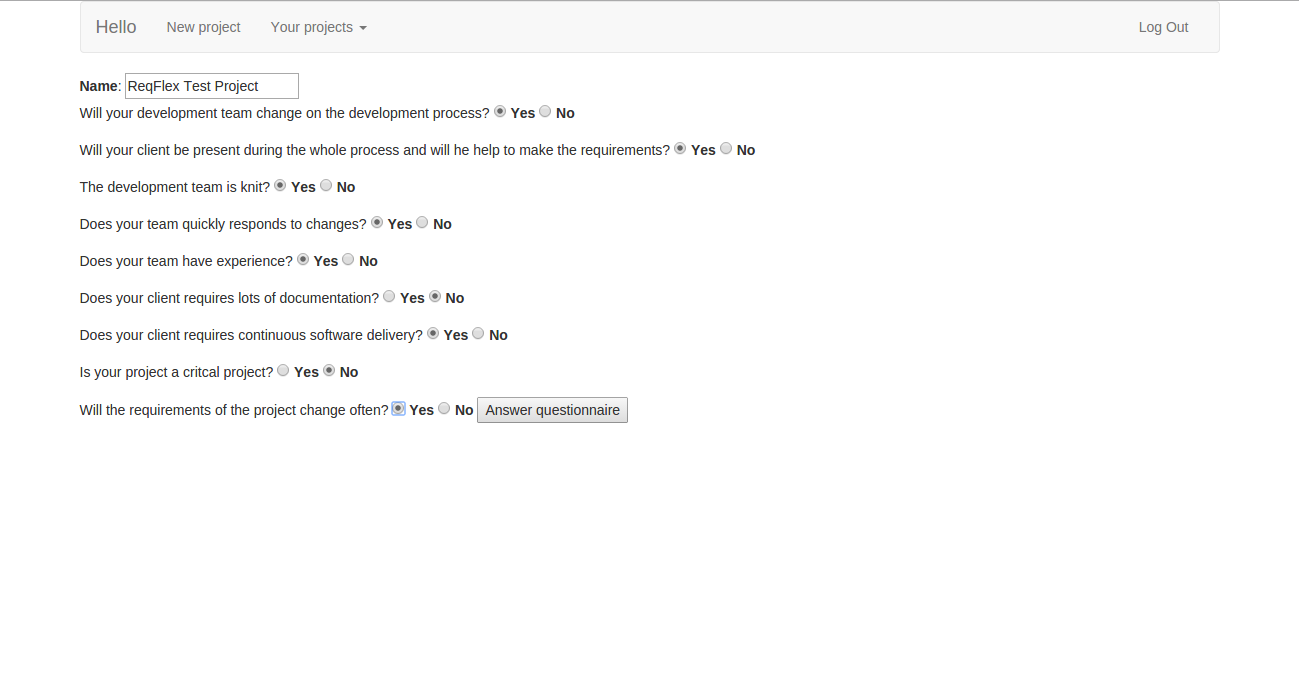 Hello New project Your projects Log Out
Name: ReqFlex Test Project
Will your development team change on the development process? Yes No
Will your client be present during the whole process and will he help to make the requirements? Yes No
The development team is knit? Yes No
Does your team quickly responds to changes? Yes No
Does your team have experience? Yes No
Does your client requires lots of documentation? Yes No
Does your client requires continuous software delivery? Yes No
Is your project a critcal project? Yes No
Will the requirements of the project change often? Yes No Answer questionnaire